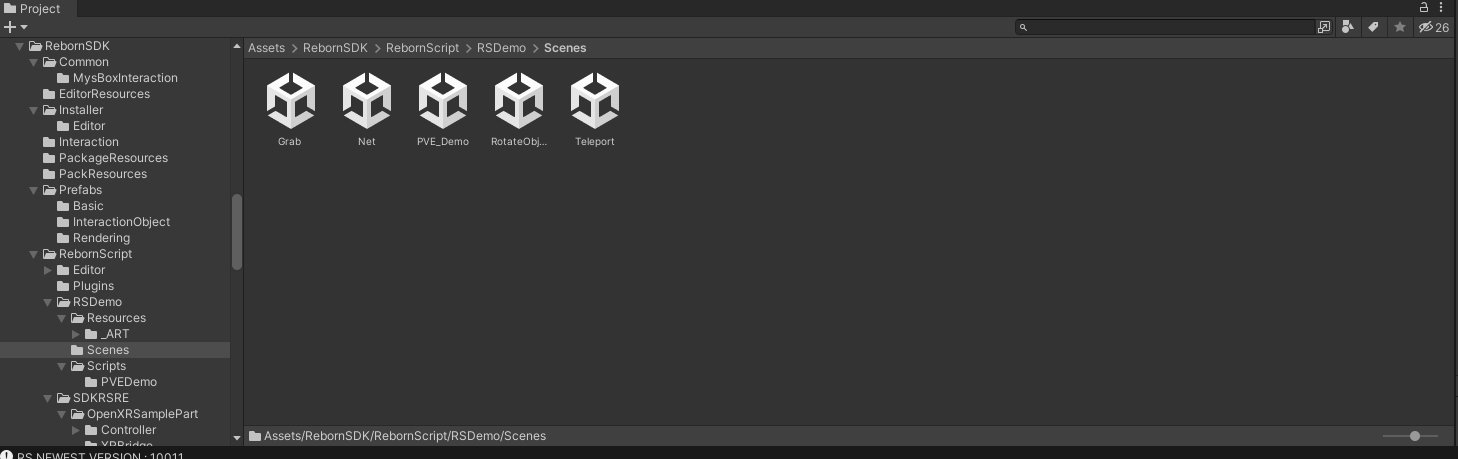 Project
26
RebornSDK
Common
MysBoxInteraction
EditorResources
Installer
Editor
Interaction
PackageResources
PackResources
Prefabs
Basic
InteractionObject
Rendering
RebornScript
Editor
Plugins
RSDemo
Resources
_ART
Scenes
Scripts
PVEDemo
SDKRSRE
OpenXRSamplePart
Controller
XRBridge
Assets > RebornSDK > RebornScript > RSDemo > Scenes
Grab Net PVE_Demo RotateObj... Teleport
Assets/RebornSDK/RebornScript/RSDemo/Scenes
RS NEWEST VERSION : 10011